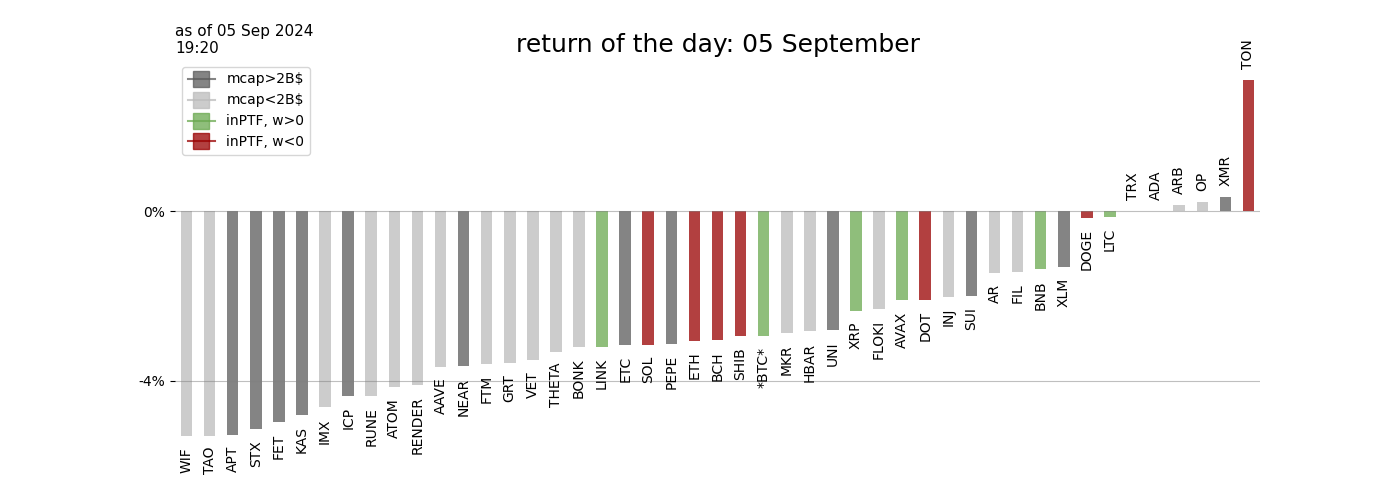 as of 05 Sep 2024
19:20
return of the day: 05 September
mcap>2B$
mcap<2B$
inPTF, w>0
inPTF, w<0
0%
-4%
WIF
TAO
APT
STX
FET
KAS
IMX
ICP
RUNE
ATOM
RENDER
AAVE
NEAR
FTM
GRT
VET
THETA
BONK
LINK
ETC
SOL
PEPE
ETH
BCH
SHIB
*BTC*
MKR
HBAR
UNI
XRP
FLOKI
AVAX
DOT
INJ
SUI
AR
FIL
BNB
XLM
DOGE
LTC
TRX
ADA
ARB
OP
XMR
TON